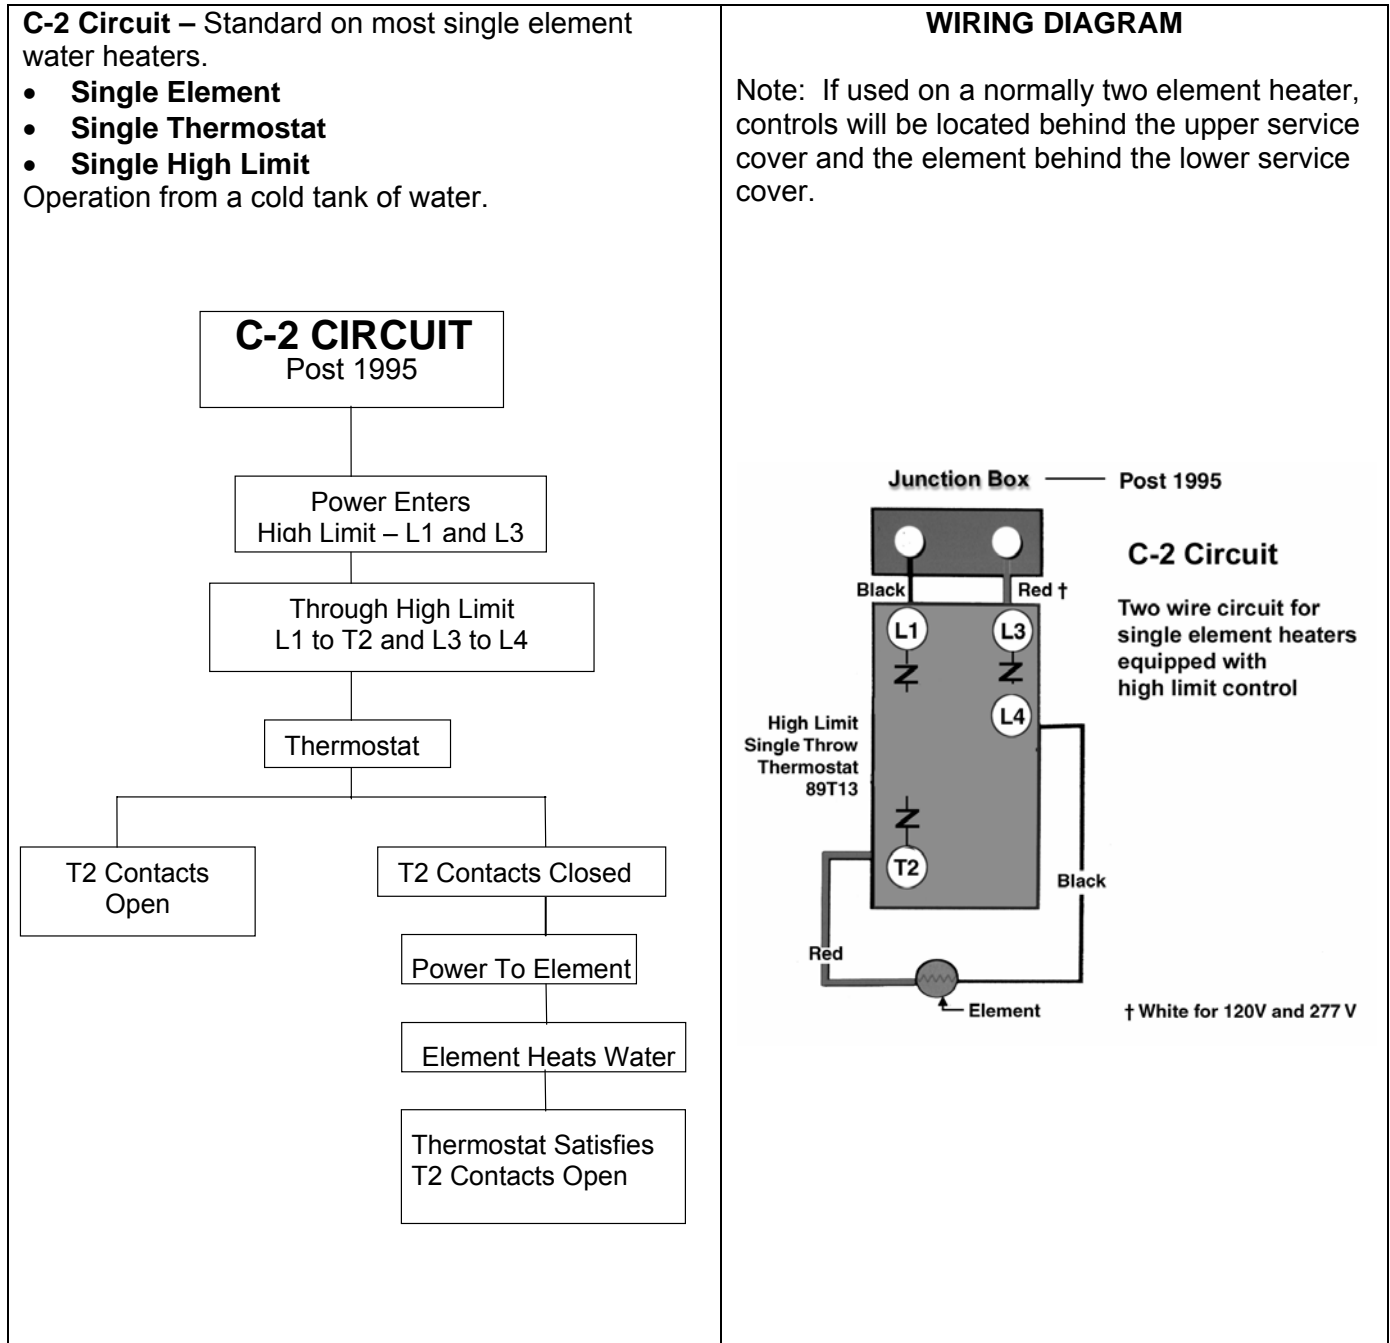 C-2 Circuit – Standard on most single element
water heaters.
• Single Element
• Single Thermostat
• Single High Limit
Operation from a cold tank of water.
C-2 CIRCUIT
Post 1995
Power Enters
High Limit – L1 and L3
Through High Limit
L1 to T2 and L3 to L4
Thermostat
T2 Contacts
Open
T2 Contacts Closed
Power To Element
Element Heats Water
Thermostat Satisfies
T2 Contacts Open
WIRING DIAGRAM
Note: If used on a normally two element heater,
controls will be located behind the upper service
cover and the element behind the lower service
cover.
Junction Box
Post 1995
C-2 Circuit
Two wire circuit for
single element heaters
equipped with
high limit control
Black
Red †
L1
L3
L4
High Limit
Single Throw
Thermostat
89T13
T2
Black
Red
Element
† White for 120V and 277 V